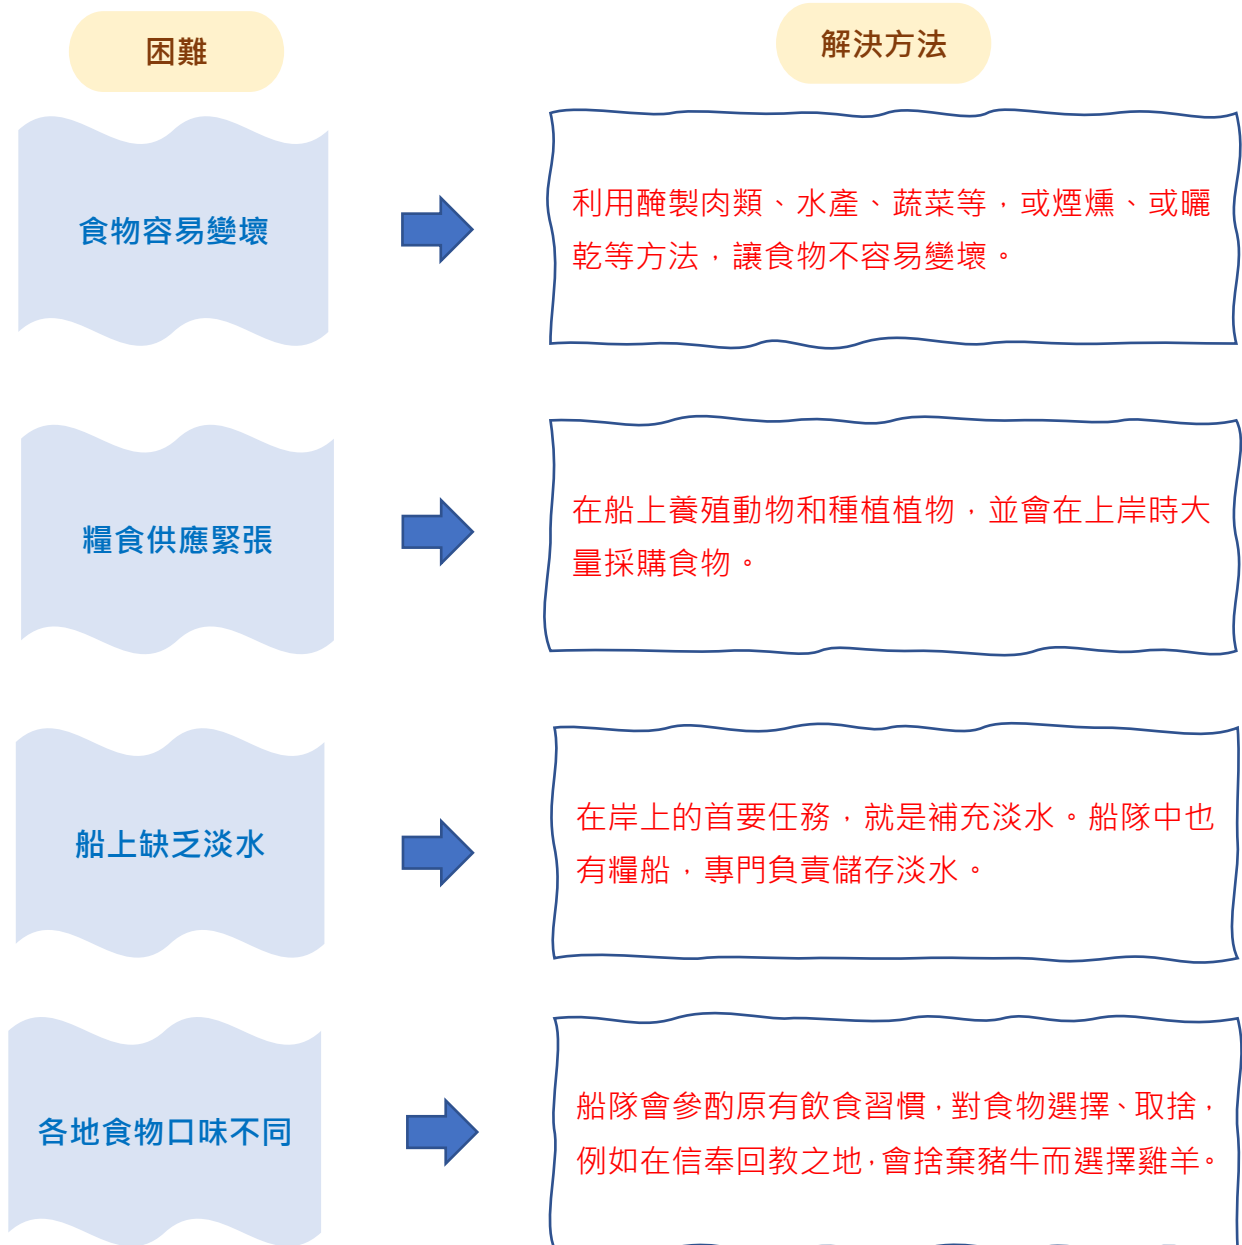 困難
解決方法
食物容易變壞
利用醃製肉類、水產、蔬菜等，或煙燻、或曬
乾等方法，讓食物不容易變壞。
糧食供應緊張
在船上養殖動物和種植植物，並會在上岸時大
量採購食物。
船上缺乏淡水
在岸上的首要任務，就是補充淡水。船隊中也
有糧船，專門負責儲存淡水。
各地食物口味不同
船隊會參酌原有飲食習慣，對食物選擇、取捨，
例如在信奉回教之地，會捨棄豬牛而選擇雞羊。